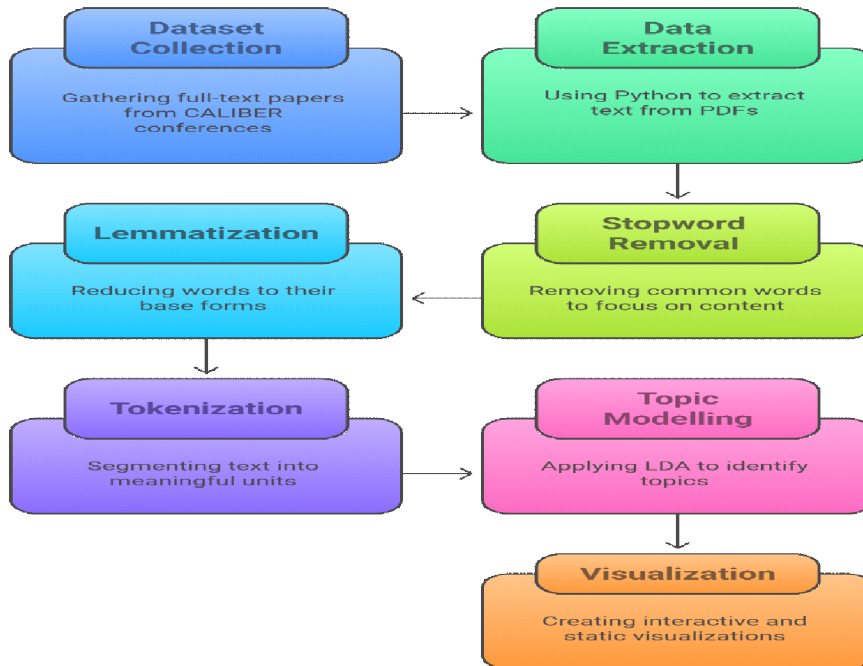 Dataset
Collection
Gathering full-text papers
from CALIBER
conferences
Data
Extraction
Using Python to extract
text from PDFs
Stopword
Removal
Removing common words
to focus on content
Lemmatization
Reducing words to their
base forms
Tokenization
Segmenting text into
meaningful units
Topic
Modelling
Applying LDA to identify
topics
Visualization
Creating interactive and
static visualizations